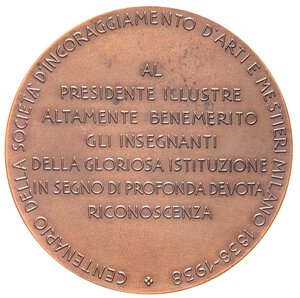 CENTENARIO DELLA SOCIETÀ D'INCORAGGIAMENTO D'ARTI E MESTIERI MILANO 1838-1938
AL
PRESIDENTE ILLUSTRE
ALTAMENTE BENEMERITO
GLI INSEGNANTI
DELLA GLORIOSA ISTITUZIONE
IN SEGNO DI PROFONDA DEVOTA
RICONOSCENZA